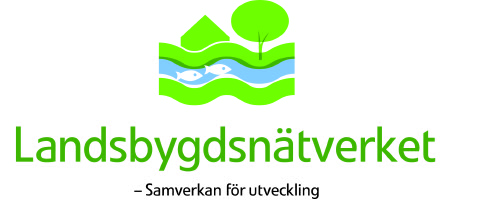 Landsbygdsnätverket
– Samverkan för utveckling